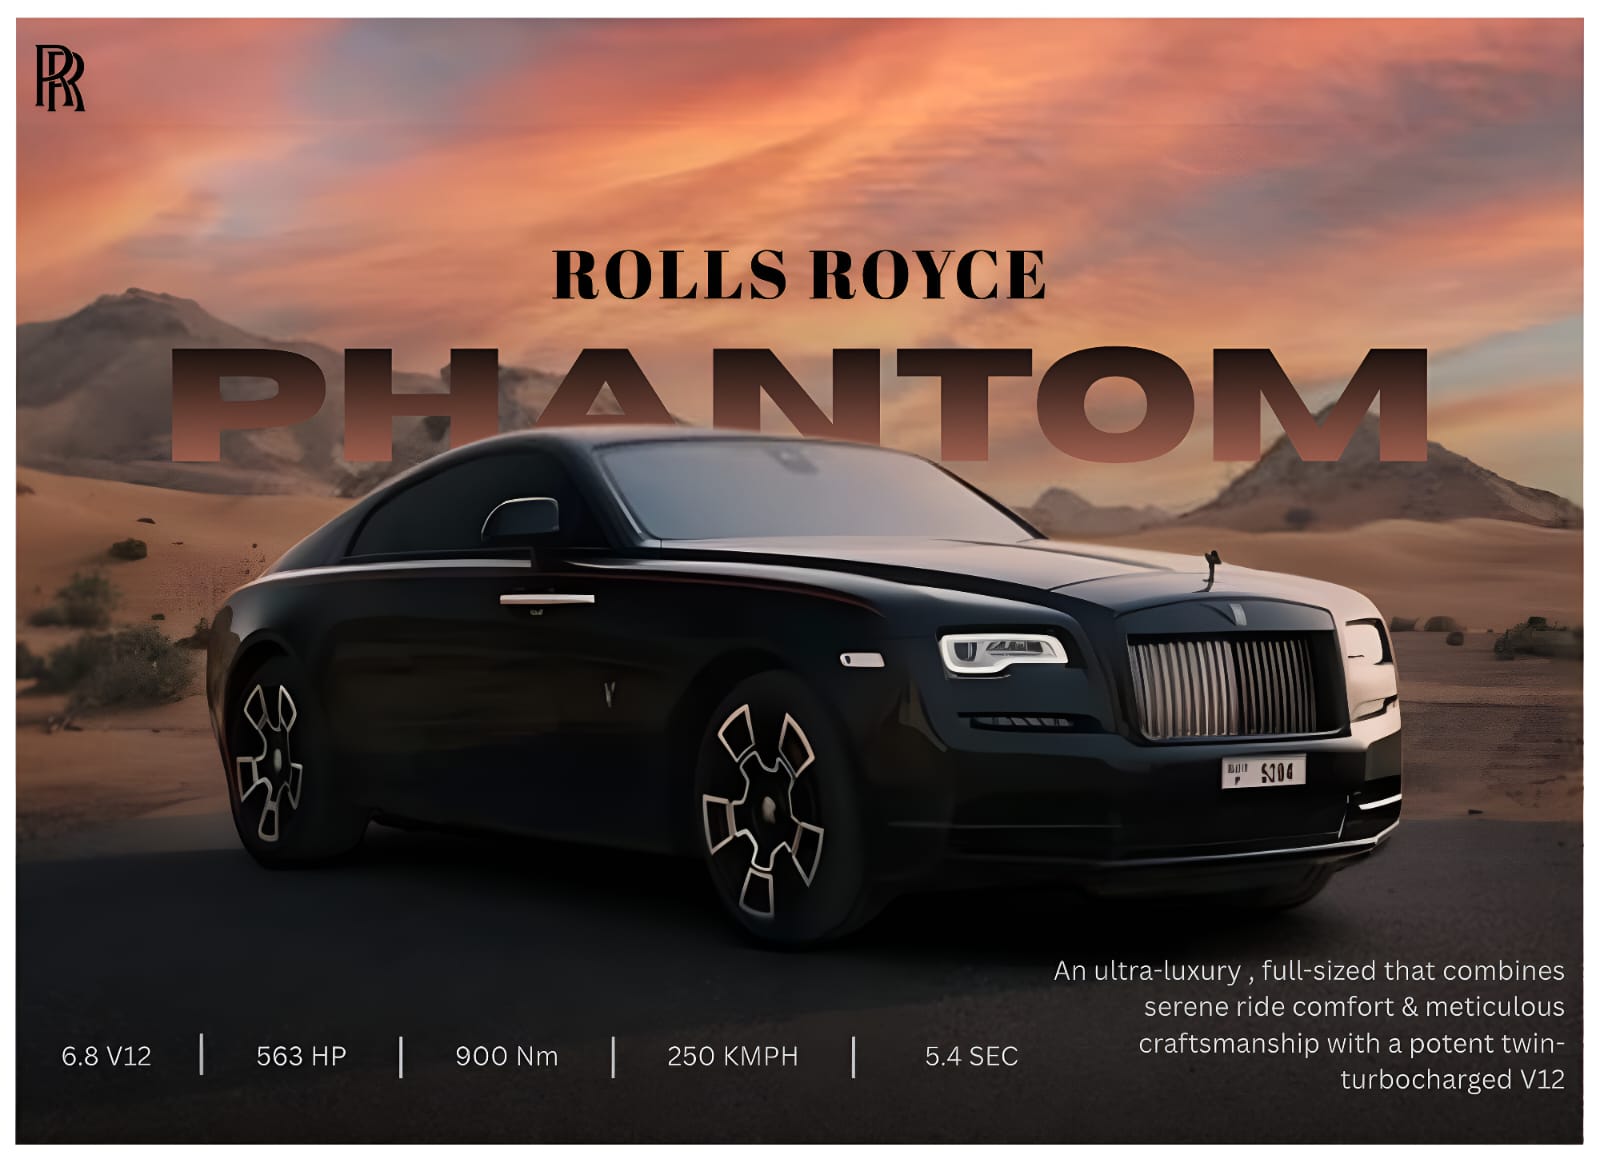 RR
ROLLS ROYCE
PHANTOM
An ultra-luxury , full-sized that combines
serene ride comfort & meticulous
craftsmanship with a potent twin-
turbocharged V12
6.8 V12 | 563 HP | 900 Nm | 250 KMPH | 5.4 SEC